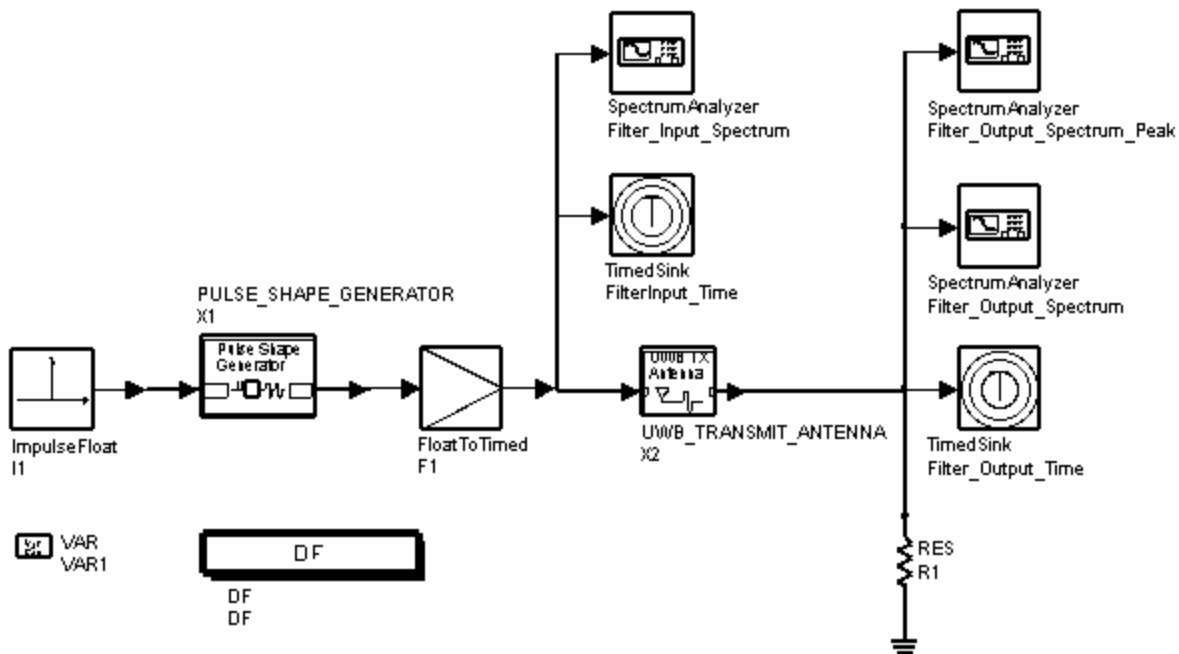 SpectrumAnalyzer
Filter_Input_Spectrum
SpectrumAnalyzer
Filter_Output_Spectrum_Peak
TimedSink
FilterInput_Time
SpectrumAnalyzer
Filter_Output_Spectrum
PULSE_SHAPE_GENERATOR
X1
Pulse Shape
Generator
UWB TX
Antenna
ImpulseFloat
I1
FloatToTimed
F1
UWB_TRANSMIT_ANTENNA
X2
TimedSink
Filter_Output_Time
VAR
VAR1
DF
DF
DF
RES
R1